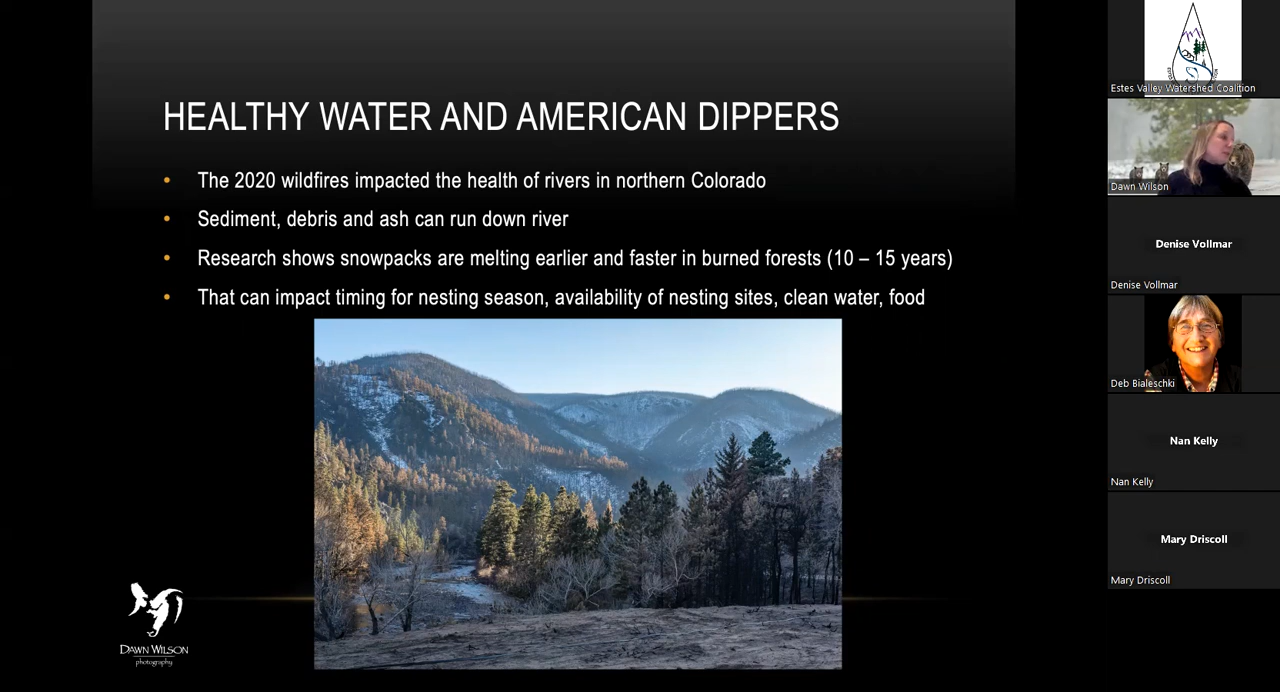 HEALTHY WATER AND AMERICAN DIPPERS
• The 2020 wildfires impacted the health of rivers in northern Colorado
• Sediment, debris and ash can run down river
• Research shows snowpacks are melting earlier and faster in burned forests (10 – 15 years)
• That can impact timing for nesting season, availability of nesting sites, clean water, food
DAWN WILSON
photography
Estes Valley Watershed Coalition
Dawn Wilson
Denise Vollmar
Denise Vollmar
Deb Bialeschki
Nan Kelly
Nan Kelly
Mary Driscoll
Mary Driscoll